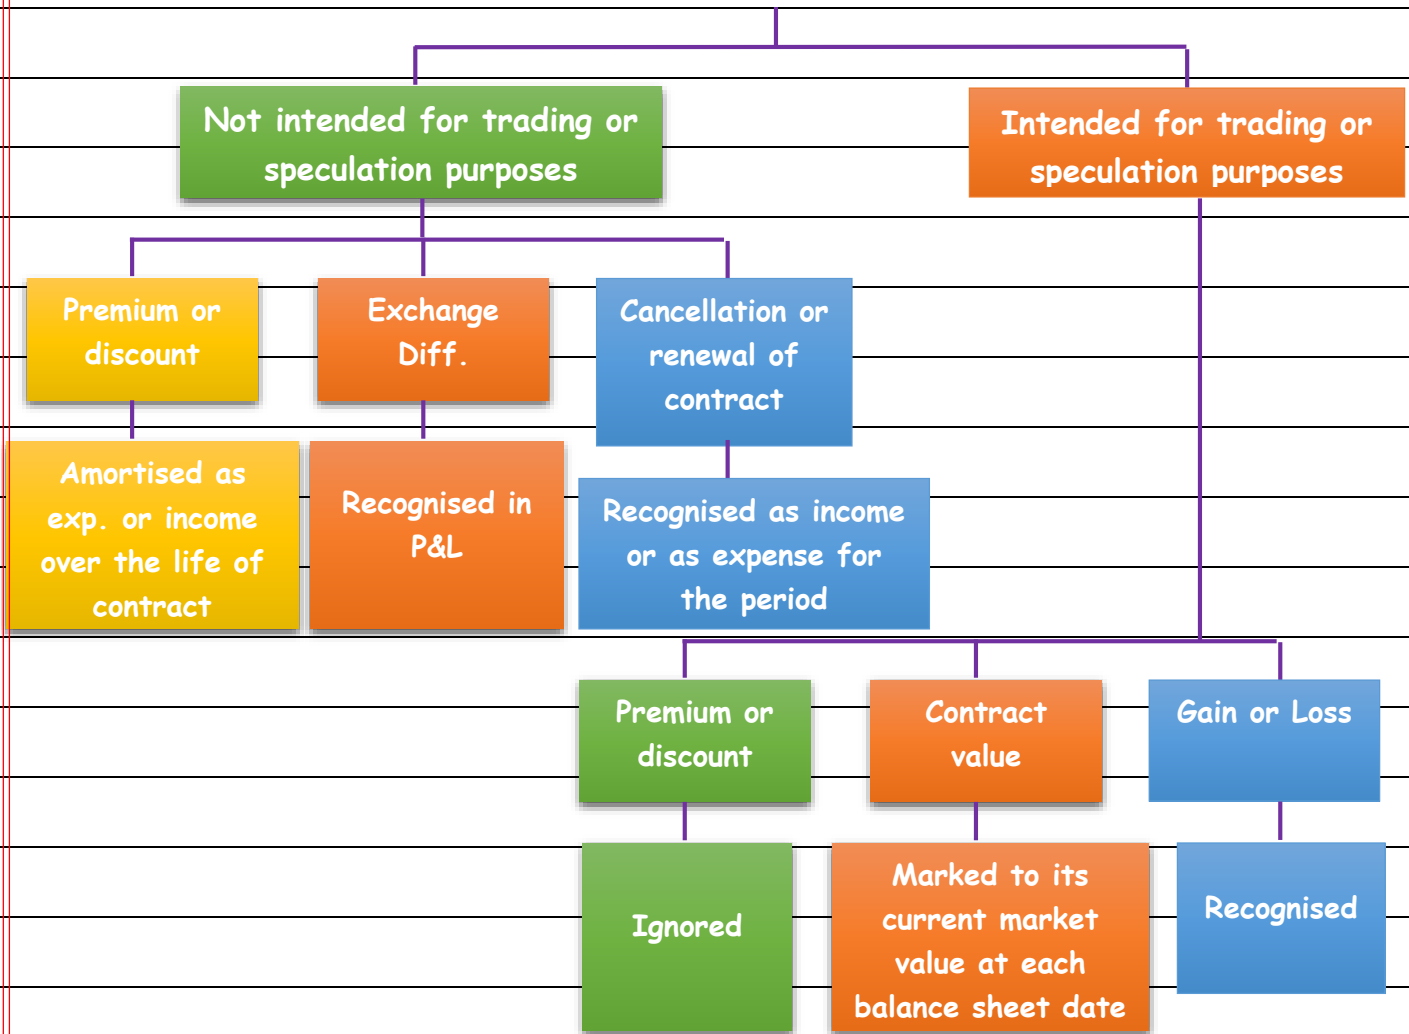 Not intended for trading or
speculation purposes
Intended for trading or
speculation purposes
Premium or
discount
Exchange
Diff.
Cancellation or
renewal of
contract
Amortised as
exp. or income
over the life of
contract
Recognised in
P&L
Recognised as income
or as expense for
the period
Premium or
discount
Contract
value
Gain or Loss
Ignored
Marked to its
current market
value at each
balance sheet date
Recognised